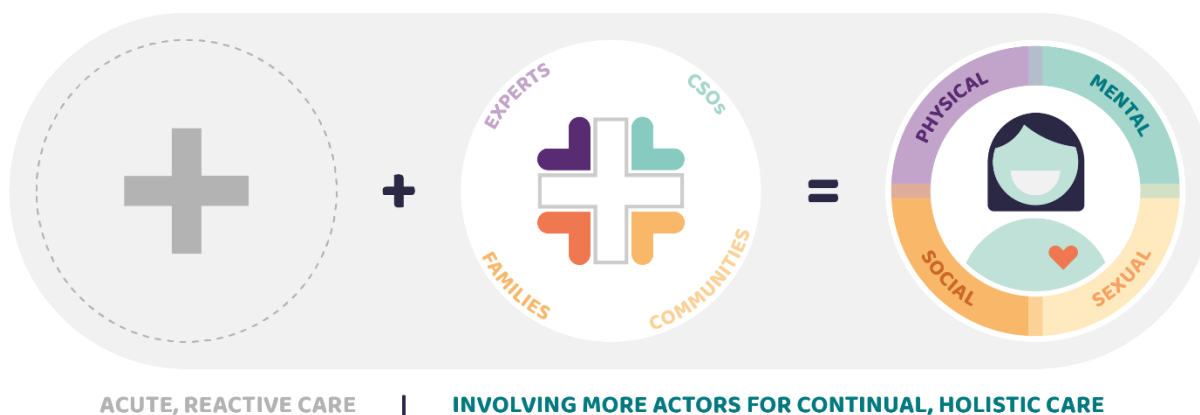 EXPERTS
CSOs
FAMILIES
COMMUNITIES
PHYSICAL
MENTAL
SOCIAL
SEXUAL
ACUTE, REACTIVE CARE | INVOLVING MORE ACTORS FOR CONTINUAL, HOLISTIC CARE